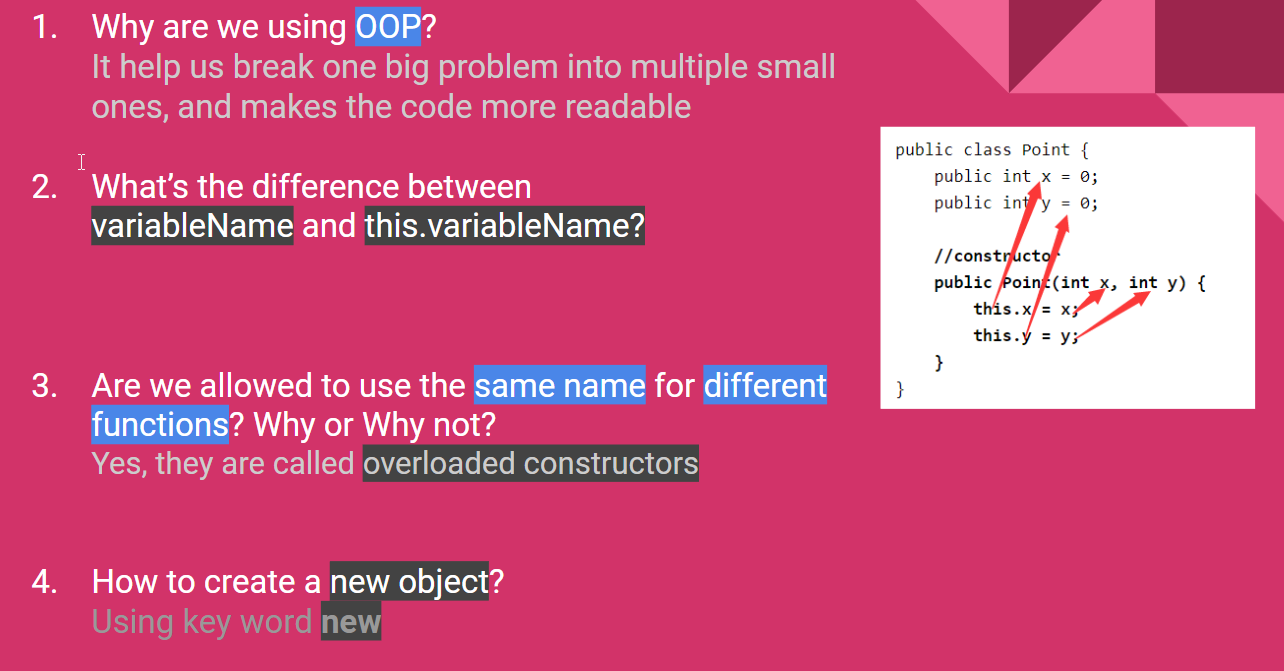 1. Why are we using OOP?
It help us break one big problem into multiple small
ones, and makes the code more readable
2. What’s the difference between
variableName and this.variableName?
3. Are we allowed to use the same name for different
functions? Why or Why not?
Yes, they are called overloaded constructors
4. How to create a new object?
Using key word new
public class Point {
public int x = 0;
public int y = 0;
//constructor
public Point(int x, int y) {
this.x = x;
this.y = y;
}
}